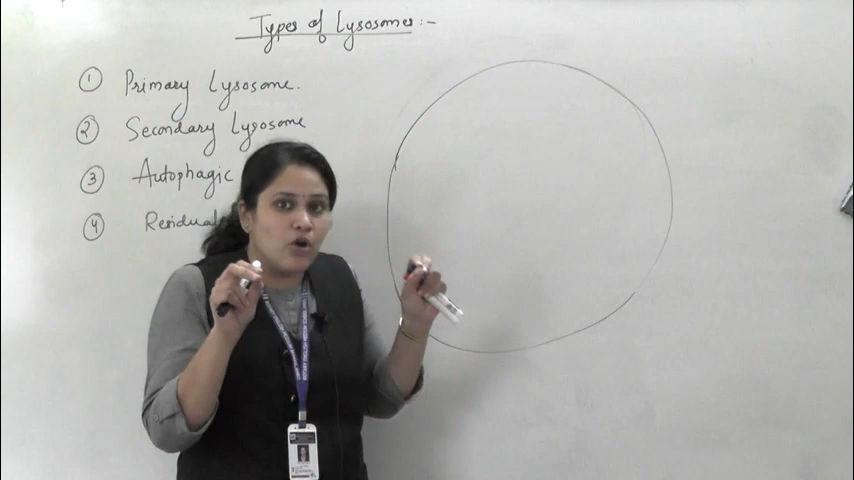 Types of Lysosomes :-
① Primary Lysosome.
② Secondary Lysosome
③ Autophagic
④ Residual